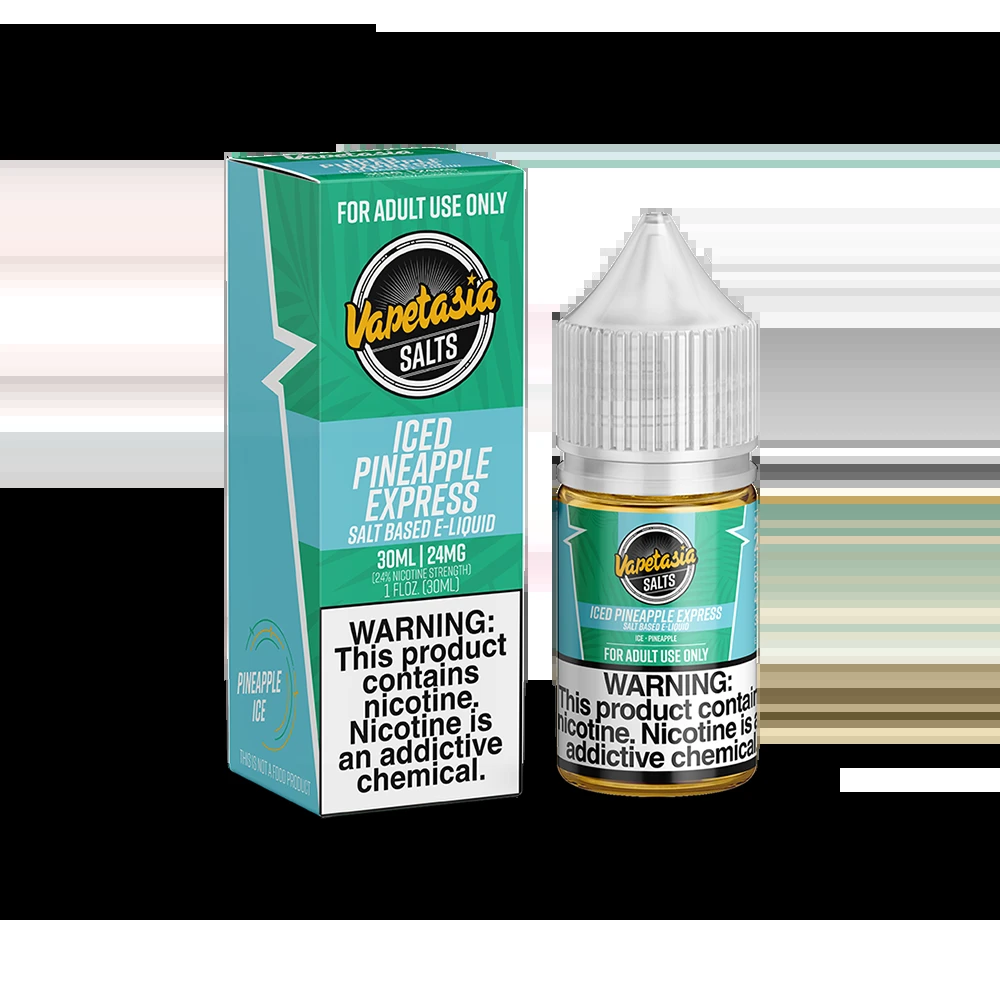 Vapetasia
PINEAPPLE
FOR ADULT USE ONLY
Vapetasia
SALTS
ICED
PINEAPPLE
EXPRESS
SALT BASED E-LIQUID
30ML | 24MG
(2.4% NICOTINE STRENGTH)
1 FLOZ. (30ML)
WARNING:
This product
contains
nicotine.
Nicotine is
an addictive
chemical.
PINEAPPLE
ICE
THIS IS NOT A FOOD PRODUCT
Vapetasia
SALTS
ICED PINEAPPLE EXPRESS
SALT BASED E-LIQUID
ICE - PINEAPPLE
FOR ADULT USE ONLY
WARNING:
This product contain
nicotine. Nicotine is a
addictive chemical